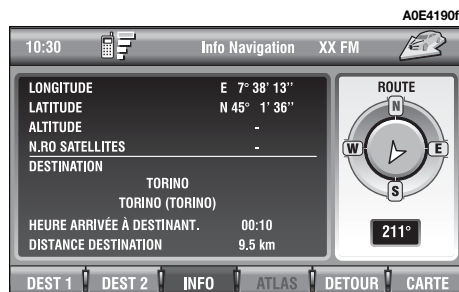 A0E4190f
10:30 Info Navigation XX FM
LONGITUDE E 7° 38' 13''
LATITUDE N 45° 1' 36''
ALTITUDE -
N.RO SATELLITES -
DESTINATION
TORINO
TORINO (TORINO)
HEURE ARRIVÉE À DESTINANT. 00:10
DISTANCE DESTINATION 9.5 km
ROUTE
N
W E
S
211°
DEST 1 DEST 2 INFO ATLAS DETOUR CARTE